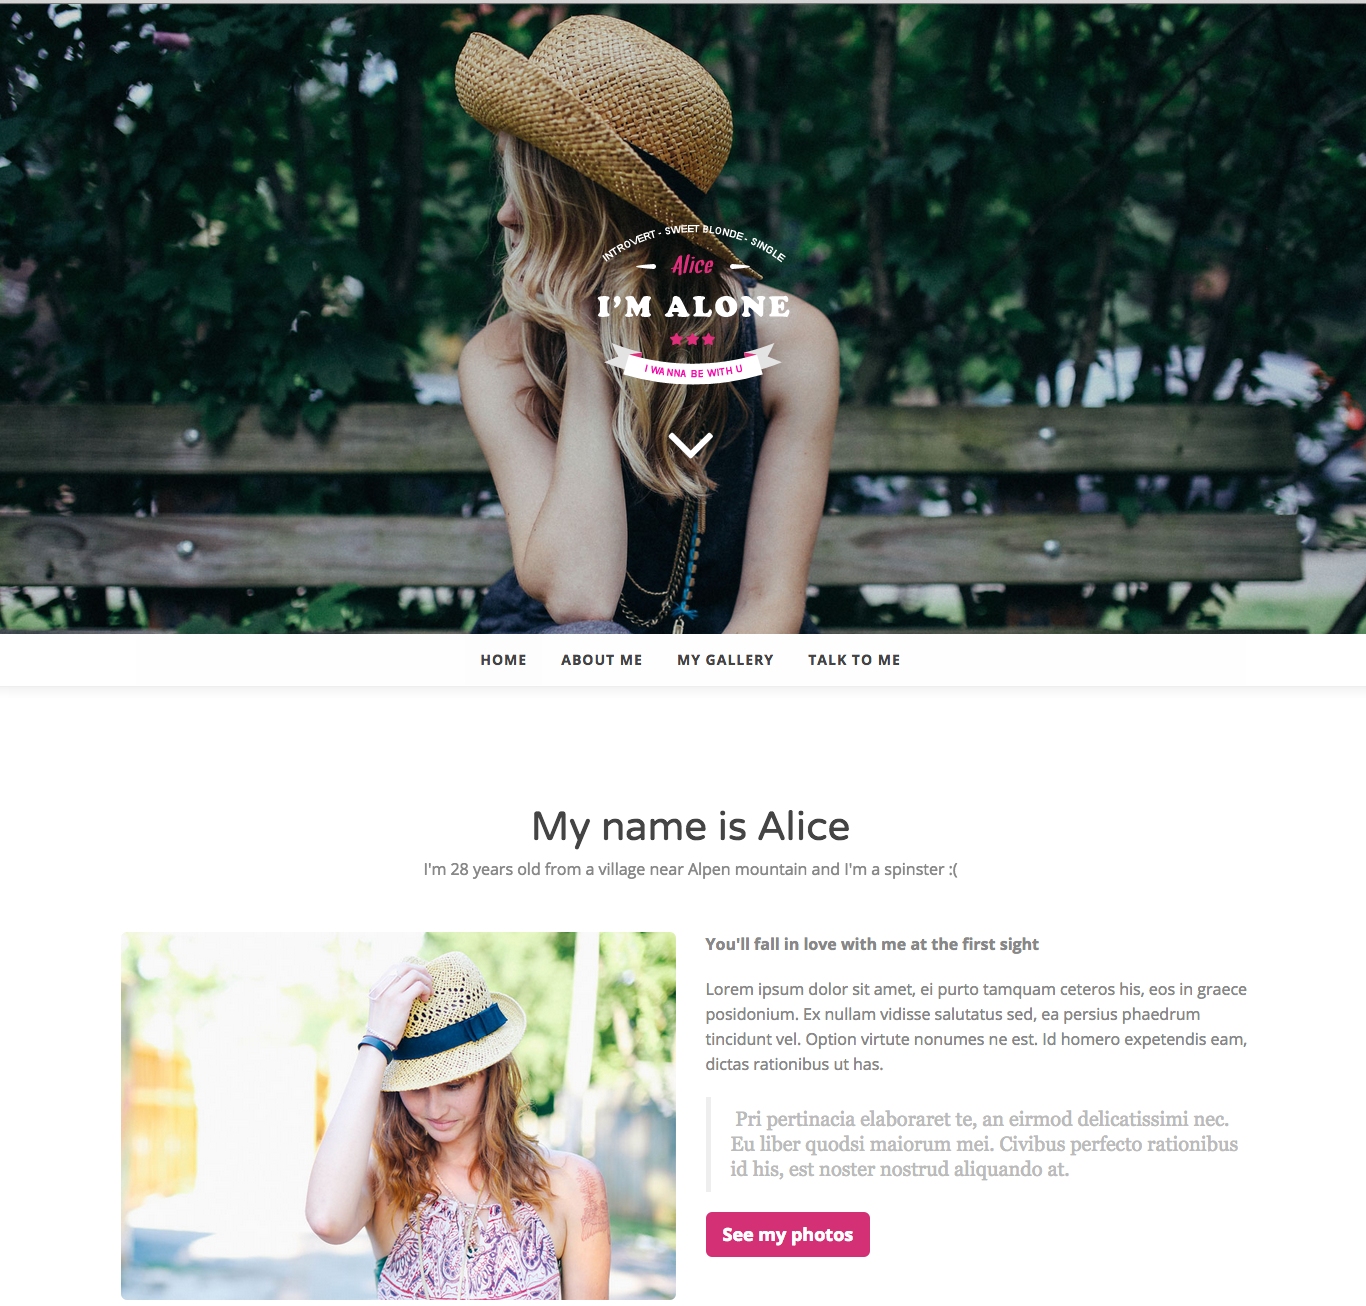 INTROVERT - SWEET BLONDE - SINGLE
Alice
I'M ALONE
I WANNA BE WITH U
HOME ABOUT ME MY GALLERY TALK TO ME
My name is Alice
I'm 28 years old from a village near Alpen mountain and I'm a spinster :(
You'll fall in love with me at the first sight
Lorem ipsum dolor sit amet, ei purto tamquam ceteros his, eos in graece
posidonium. Ex nullam vidisse salutatus sed, ea persius phaedrum
tincidunt vel. Option virtute nonumes ne est. Id homero expetendis eam,
dictas rationibus ut has.
Pri pertinacia elaboraret te, an eirmod delicatissimi nec.
Eu liber quodsi maiorum mei. Civibus perfecto rationibus
id his, est noster nostrud aliquando at.
See my photos